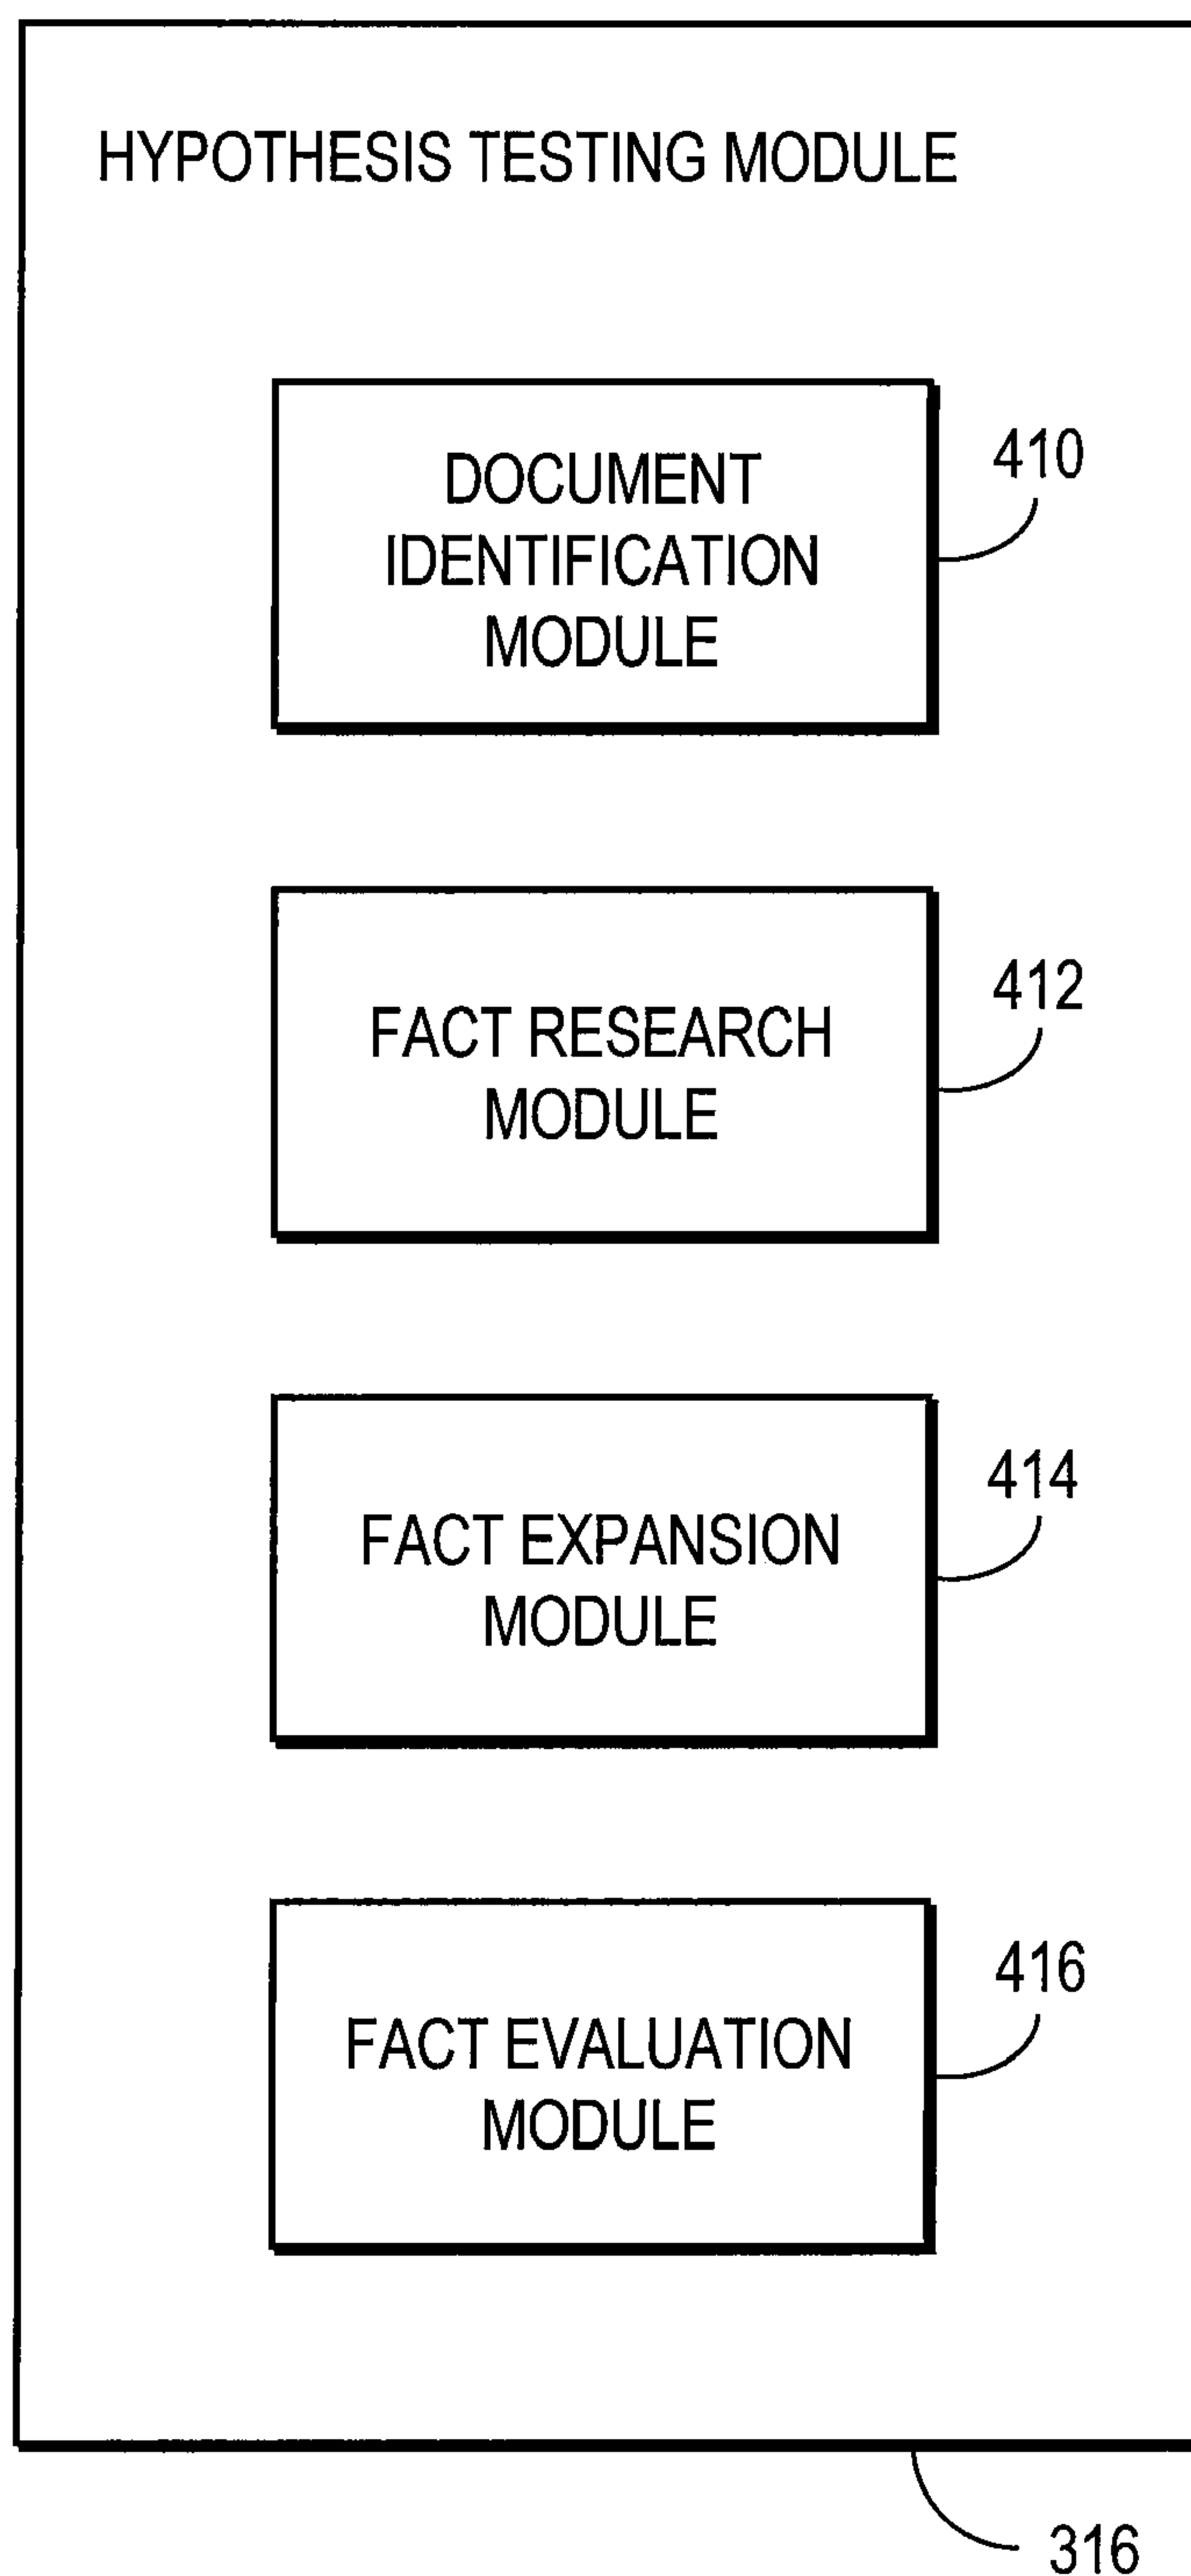 HYPOTHESIS TESTING MODULE
DOCUMENT
IDENTIFICATION
MODULE
410
FACT RESEARCH
MODULE
412
FACT EXPANSION
MODULE
414
FACT EVALUATION
MODULE
416
316